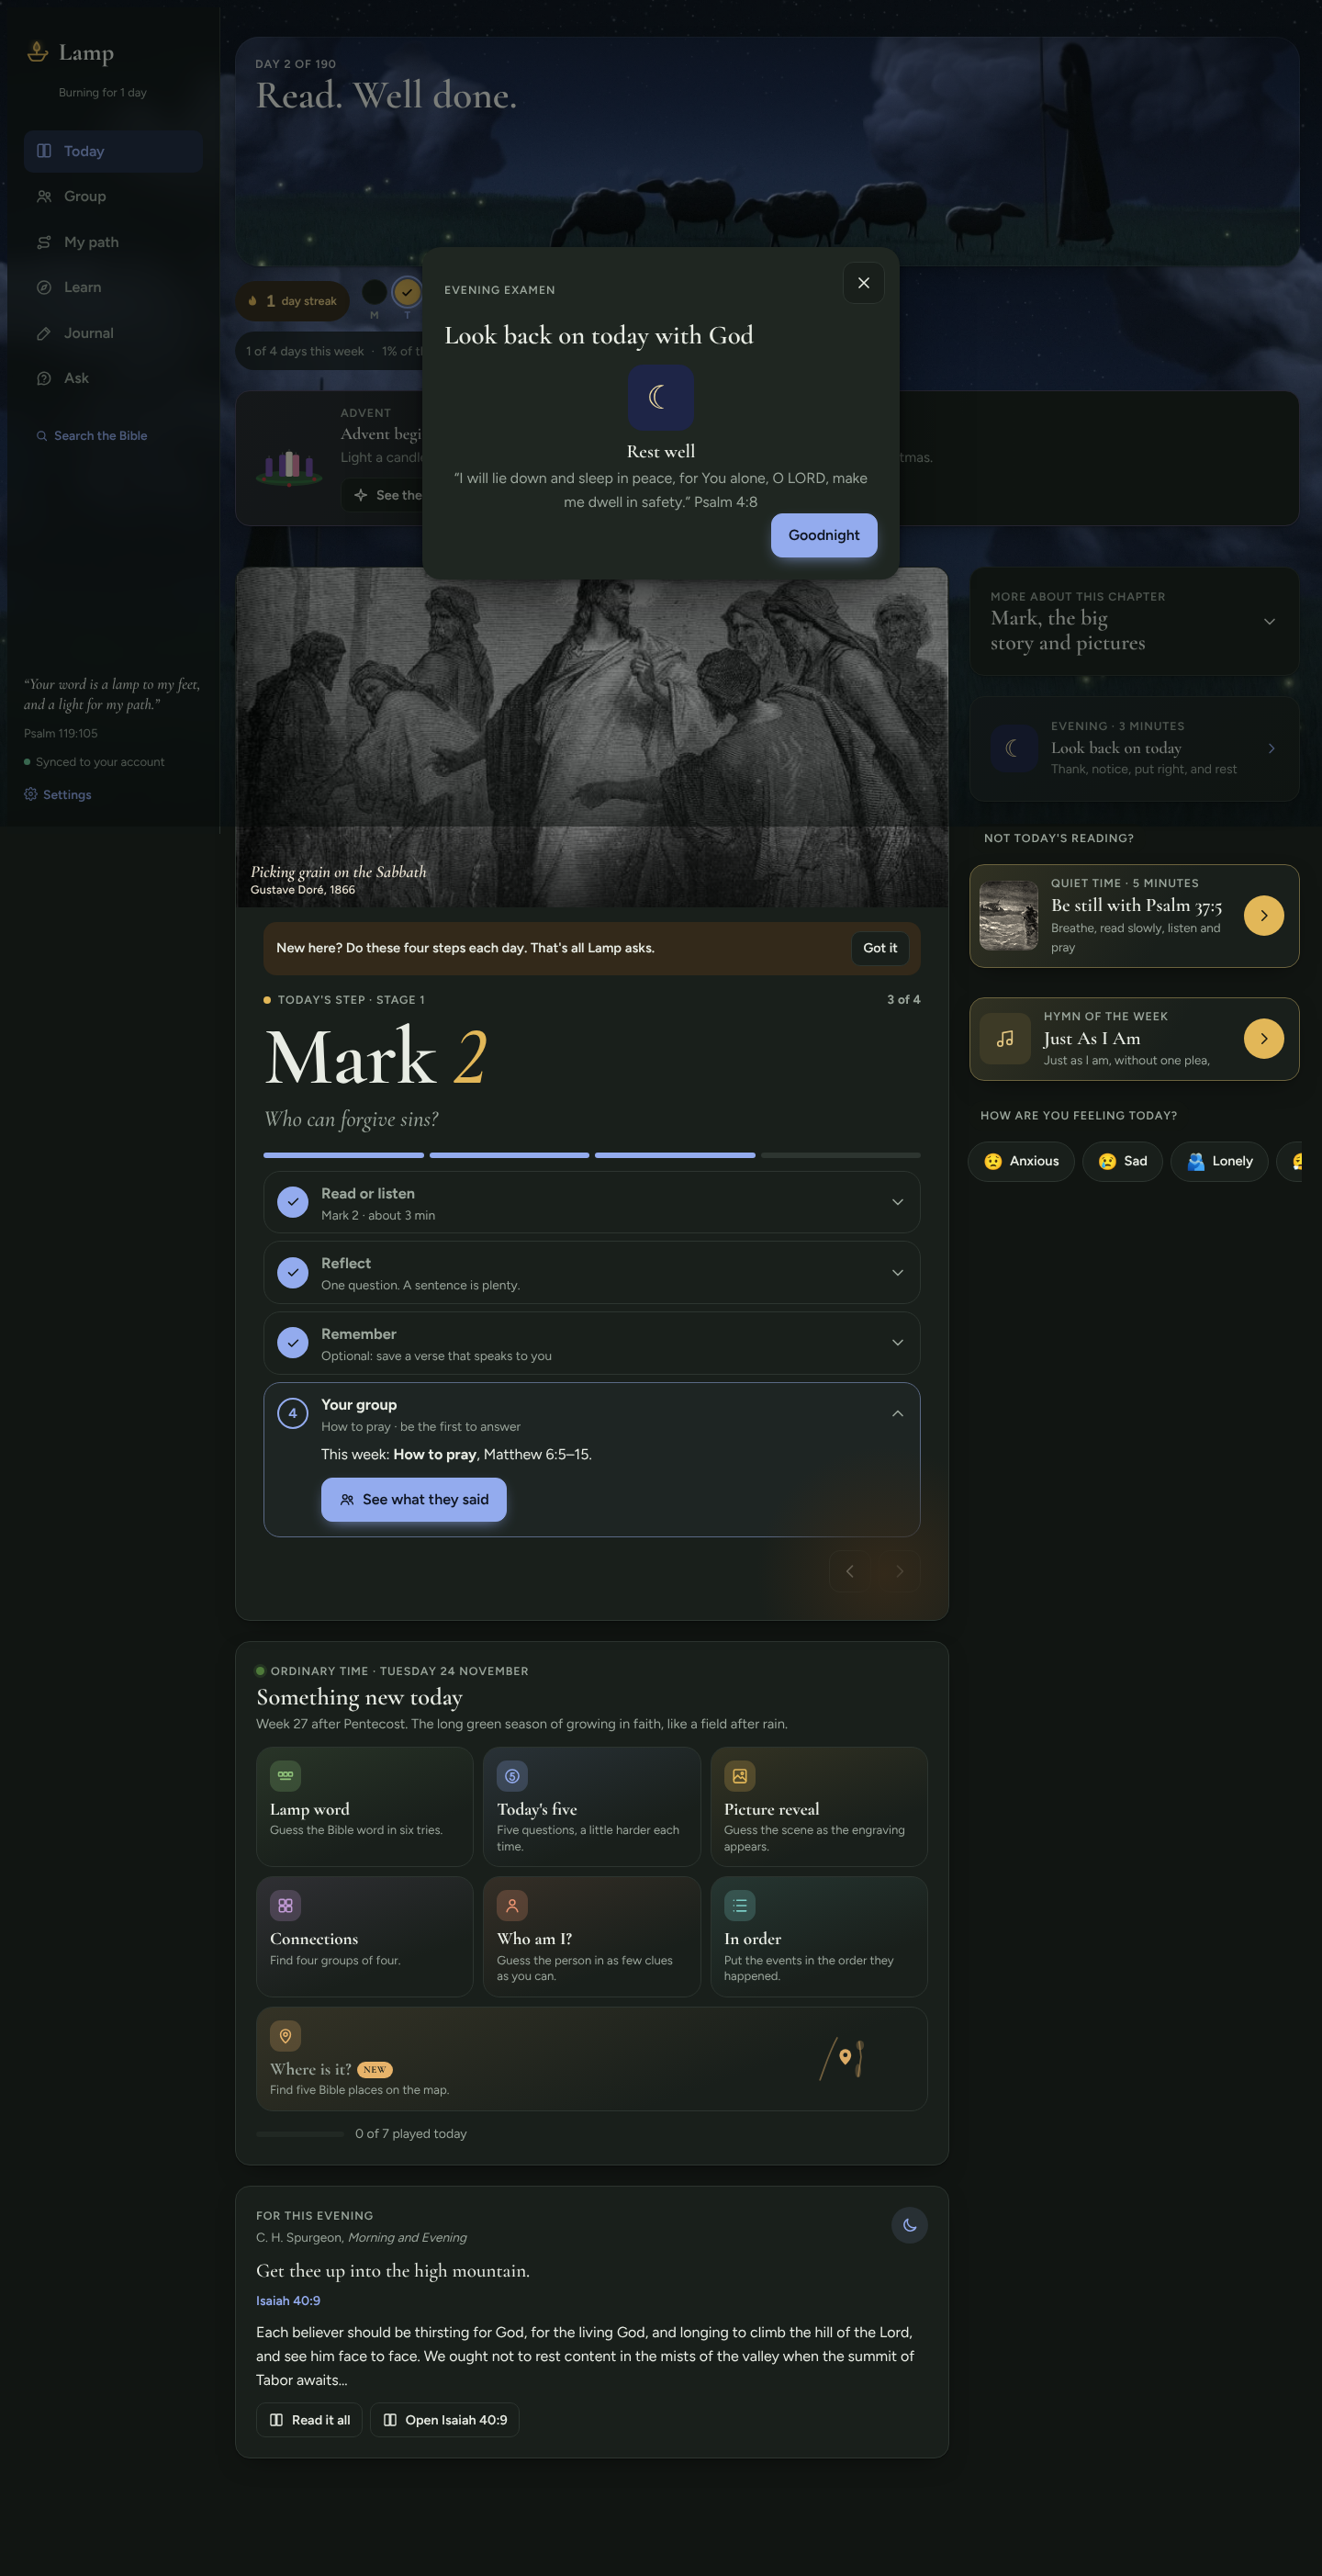 Lamp
Burning for 1 day
Today
Group
My path
Learn
Journal
Ask
Search the Bible
“Your word is a lamp to my feet,
and a light for my path.”
Psalm 119:105
Synced to your account
Settings
DAY 2 OF 190
Read. Well done.
1 day streak
M
T
1 of 4 days this week · 1% of
ADVENT
Advent
Light a
See the
EVENING EXAMEN
Look back on today with God
Rest well
“I will lie down and sleep in peace, for You alone, O LORD, make
me dwell in safety.” Psalm 4:8
Goodnight
Picking grain on the Sabbath
Gustave Doré, 1866
New here? Do these four steps each day. That's all Lamp asks.
Got it
TODAY'S STEP · STAGE 1
3 of 4
Mark 2
Who can forgive sins?
Read or listen
Mark 2 · about 3 min
Reflect
One question. A sentence is plenty.
Remember
Optional: save a verse that speaks to you
4
Your group
How to pray · be the first to answer
This week: How to pray, Matthew 6:5–15.
See what they said
MORE ABOUT THIS CHAPTER
Mark, the big
story and pictures
EVENING · 3 MINUTES
Look back on today
Thank, notice, put right, and rest
NOT TODAY'S READING?
QUIET TIME · 5 MINUTES
Be still with Psalm 37:5
Breathe, read slowly, listen and
pray
HYMN OF THE WEEK
Just As I Am
Just as I am, without one plea,
HOW ARE YOU FEELING TODAY?
Anxious
Sad
Lonely
ORDINARY TIME · TUESDAY 24 NOVEMBER
Something new today
Week 27 after Pentecost. The long green season of growing in faith, like a field after rain.
Lamp word
Guess the Bible word in six tries.
5
Today's five
Five questions, a little harder each
time.
Picture reveal
Guess the scene as the engraving
appears.
Connections
Find four groups of four.
Who am I?
Guess the person in as few clues
as you can.
In order
Put the events in the order they
happened.
Where is it? NEW
Find five Bible places on the map.
0 of 7 played today
FOR THIS EVENING
C. H. Spurgeon, Morning and Evening
Get thee up into the high mountain.
Isaiah 40:9
Each believer should be thirsting for God, for the living God, and longing to climb the hill of the Lord,
and see him face to face. We ought not to rest content in the mists of the valley when the summit of
Tabor awaits…
Read it all
Open Isaiah 40:9